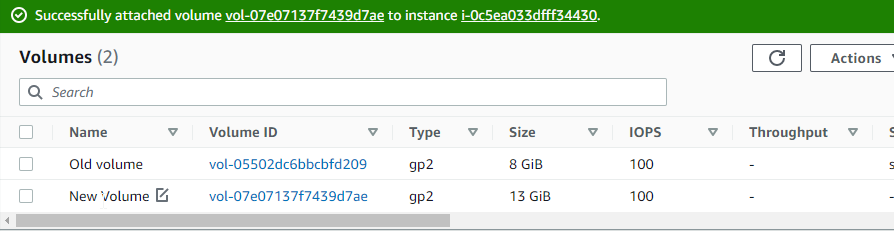 Successfully attached volume vol-07e07137f7439d7ae to instance i-0c5ea033dfff34430.
Volumes (2)
Actions
Search
Name Volume ID Type Size IOPS Throughput S
Old volume vol-05502dc6bbcbfd209 gp2 8 GiB 100 - s
New Volume vol-07e07137f7439d7ae gp2 13 GiB 100 - -